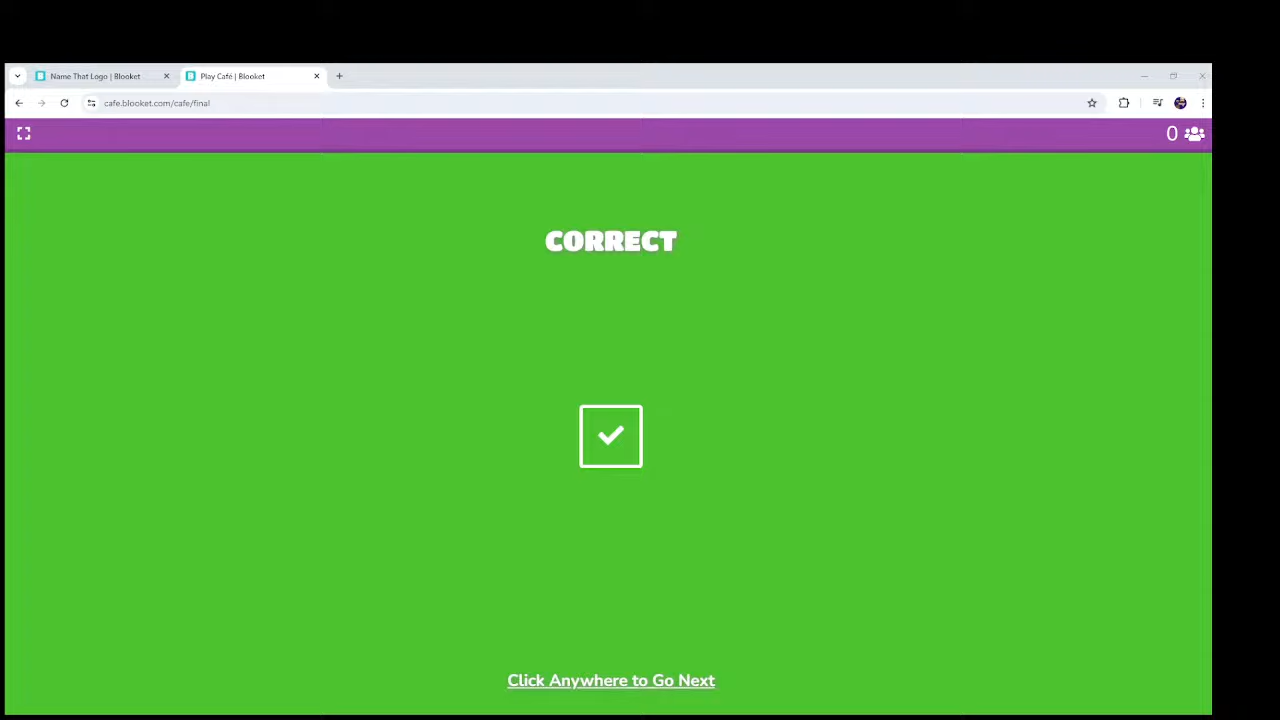 Name That Logo | Blooket
Play Café | Blooket
cafe.blooket.com/cafe/final
0
CORRECT
Click Anywhere to Go Next